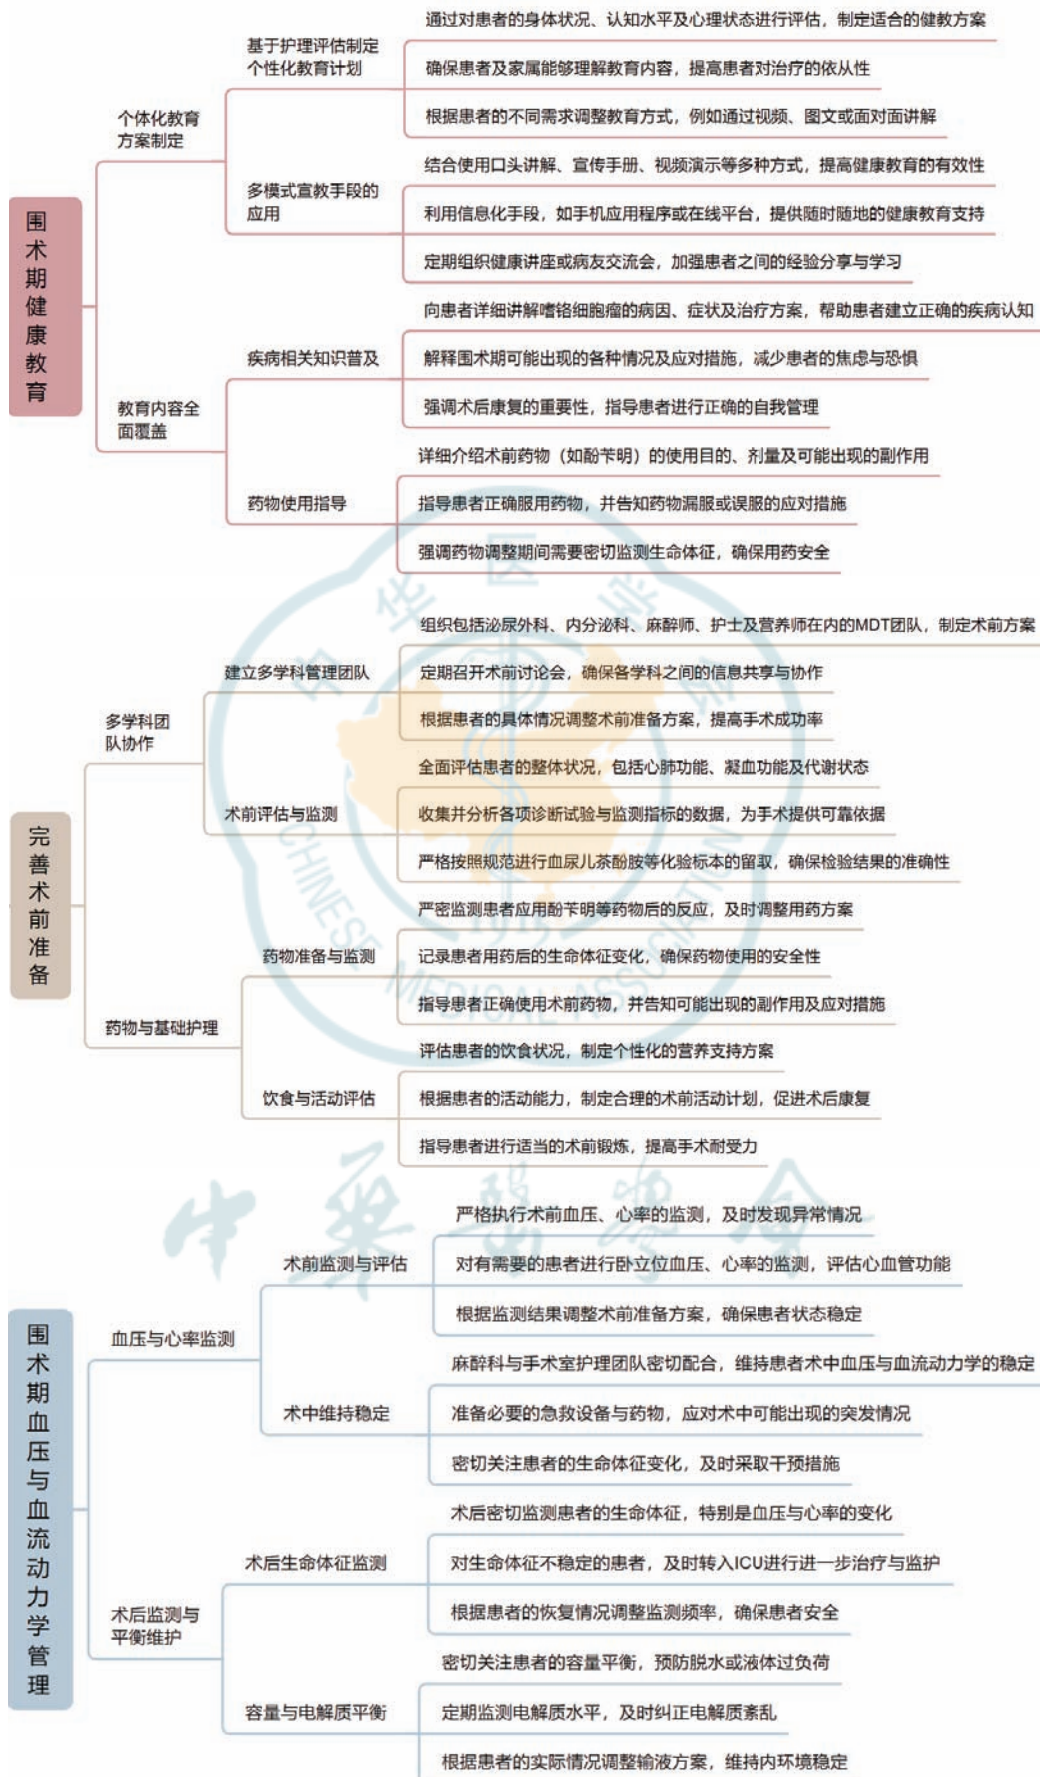 围术期健康教育
个体化教育
方案制定
基于护理评估制定
个性化教育计划
通过对患者的身体状况、认知水平及心理状态进行评估，制定适合的健教方案
确保患者及家属能够理解教育内容，提高患者对治疗的依从性
根据患者的不同需求调整教育方式，例如通过视频、图文或面对面讲解
多模式宣教手段的
应用
结合使用口头讲解、宣传手册、视频演示等多种方式，提高健康教育的有效性
利用信息化手段，如手机应用程序或在线平台，提供随时随地的健康教育支持
定期组织健康讲座或病友交流会，加强患者之间的经验分享与学习
教育内容全
面覆盖
疾病相关知识普及
向患者详细讲解嗜铬细胞瘤的病因、症状及治疗方案，帮助患者建立正确的疾病认知
解释围术期可能出现的各种情况及应对措施，减少患者的焦虑与恐惧
强调术后康复的重要性，指导患者进行正确的自我管理
药物使用指导
详细介绍术前药物（如酚苄明）的使用目的、剂量及可能出现的副作用
指导患者正确服用药物，并告知药物漏服或误服的应对措施
强调药物调整期间需要密切监测生命体征，确保用药安全
完善术前准备
多学科团
队协作
建立多学科管理团队
组织包括泌尿外科、内分泌科、麻醉师、护士及营养师在内的MDT团队，制定术前方案
定期召开术前讨论会，确保各学科之间的信息共享与协作
根据患者的具体情况调整术前准备方案，提高手术成功率
术前评估与监测
全面评估患者的整体状况，包括心肺功能、凝血功能及代谢状态
收集并分析各项诊断试验与监测指标的数据，为手术提供可靠依据
严格按照规范进行血尿儿茶酚胺等化验标本的留取，确保检验结果的准确性
药物与基础护理
药物准备与监测
严密监测患者应用酚苄明等药物后的反应，及时调整用药方案
记录患者用药后的生命体征变化，确保药物使用的安全性
指导患者正确使用术前药物，并告知可能出现的副作用及应对措施
饮食与活动评估
评估患者的饮食状况，制定个性化的营养支持方案
根据患者的活动能力，制定合理的术前活动计划，促进术后康复
指导患者进行适当的术前锻炼，提高手术耐受力
围术期血压与血流动力学管理
血压与心率监测
术前监测与评估
严格执行术前血压、心率的监测，及时发现异常情况
对有需要的患者进行卧立位血压、心率的监测，评估心血管功能
根据监测结果调整术前准备方案，确保患者状态稳定
术中维持稳定
麻醉科与手术室护理团队密切配合，维持患者术中血压与血流动力学的稳定
准备必要的急救设备与药物，应对术中可能出现的突发情况
密切关注患者的生命体征变化，及时采取干预措施
术后监测与
平衡维护
术后生命体征监测
术后密切监测患者的生命体征，特别是血压与心率的变化
对生命体征不稳定的患者，及时转入ICU进行进一步治疗与监护
根据患者的恢复情况调整监测频率，确保患者安全
容量与电解质平衡
密切关注患者的容量平衡，预防脱水或液体过负荷
定期监测电解质水平，及时纠正电解质紊乱
根据患者的实际情况调整输液方案，维持内环境稳定
中华医学会
CHINESE MEDICAL ASSOCIATION
1915
中华医学会